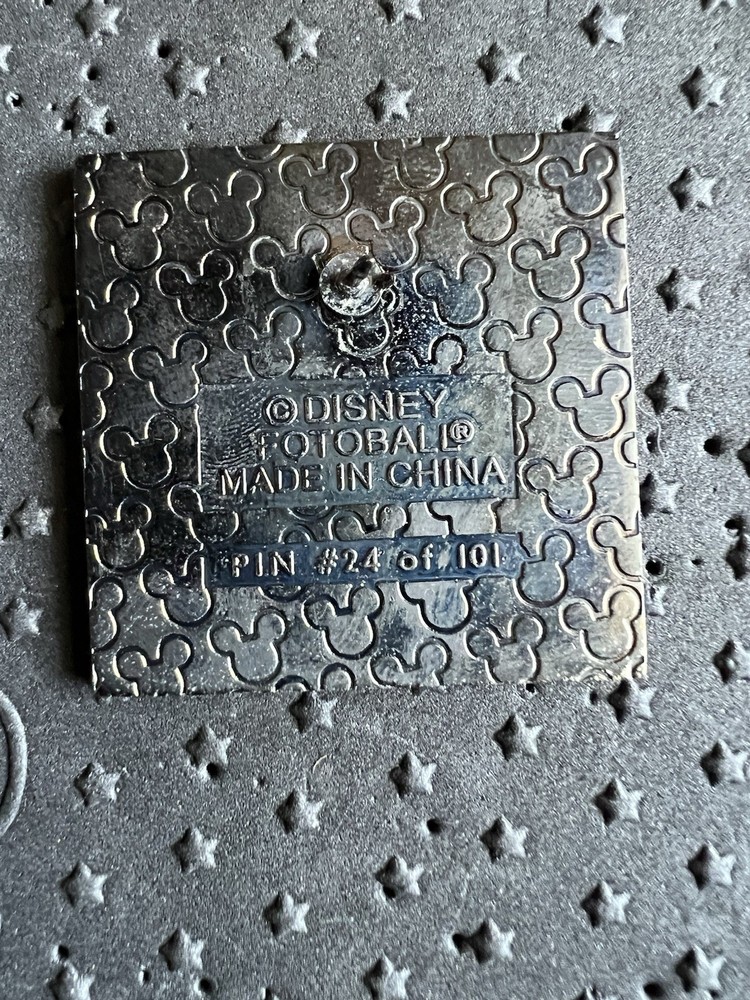 ©DISNEY
FOTOBALL®
MADE IN CHINA
PIN #24 of 101